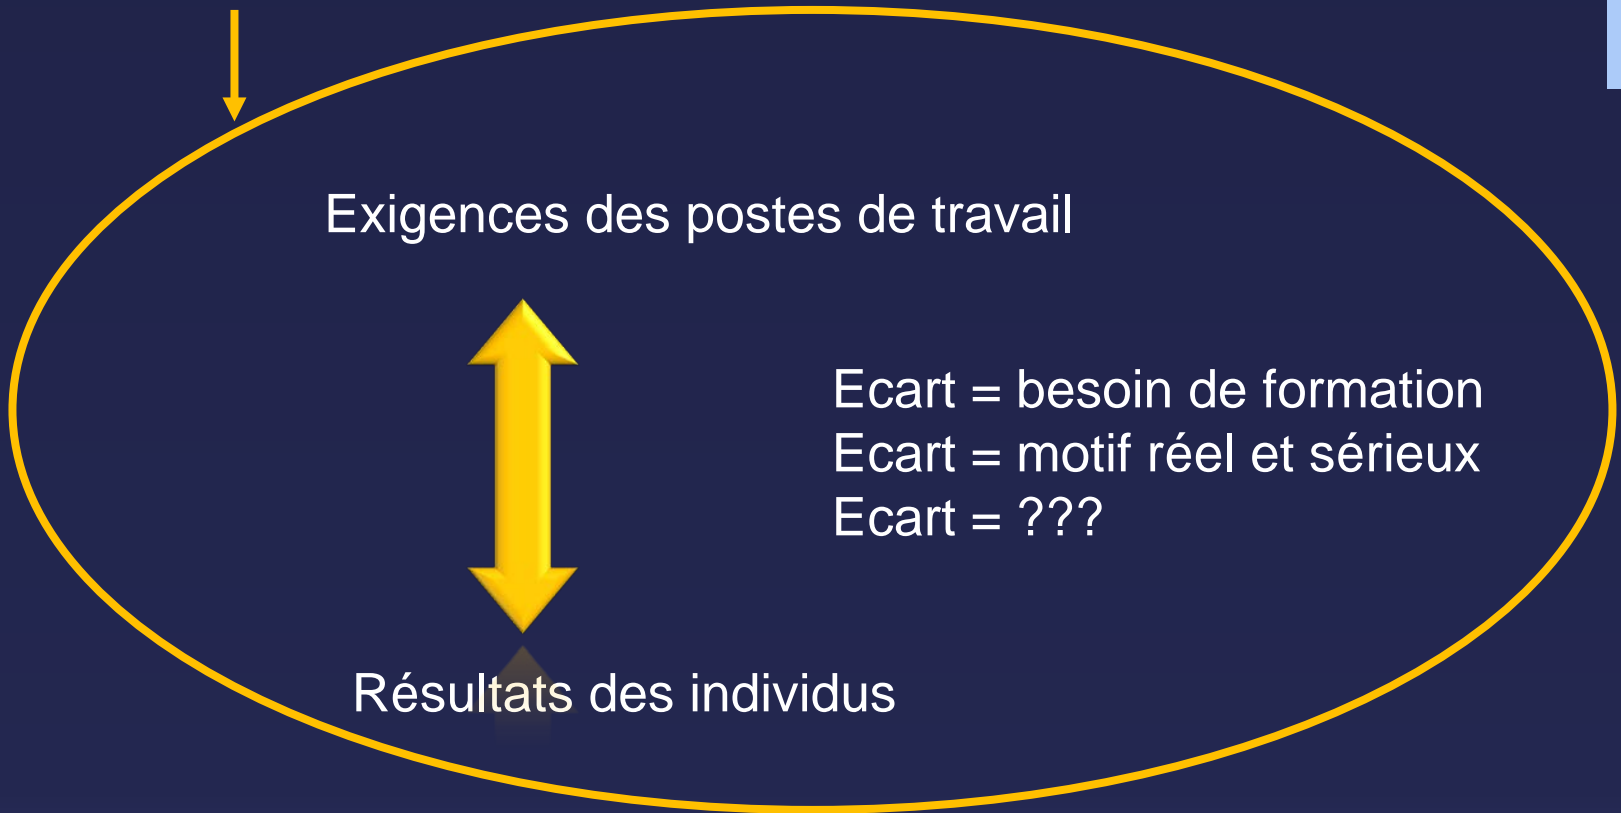 Exigences des postes de travail
Ecart = besoin de formation
Ecart = motif réel et sérieux
Ecart = ???
Résultats des individus